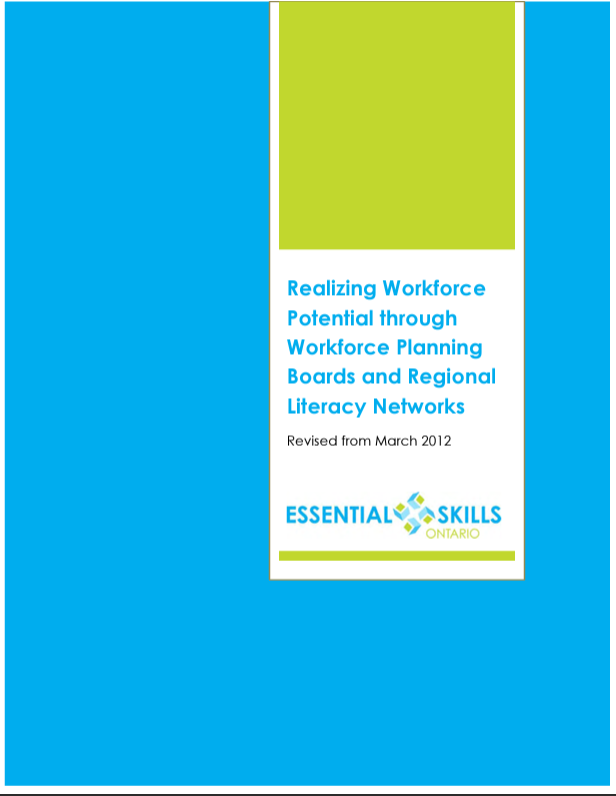 Realizing Workforce
Potential through
Workforce Planning
Boards and Regional
Literacy Networks
Revised from March 2012
ESSENTIAL SKILLS
ONTARIO